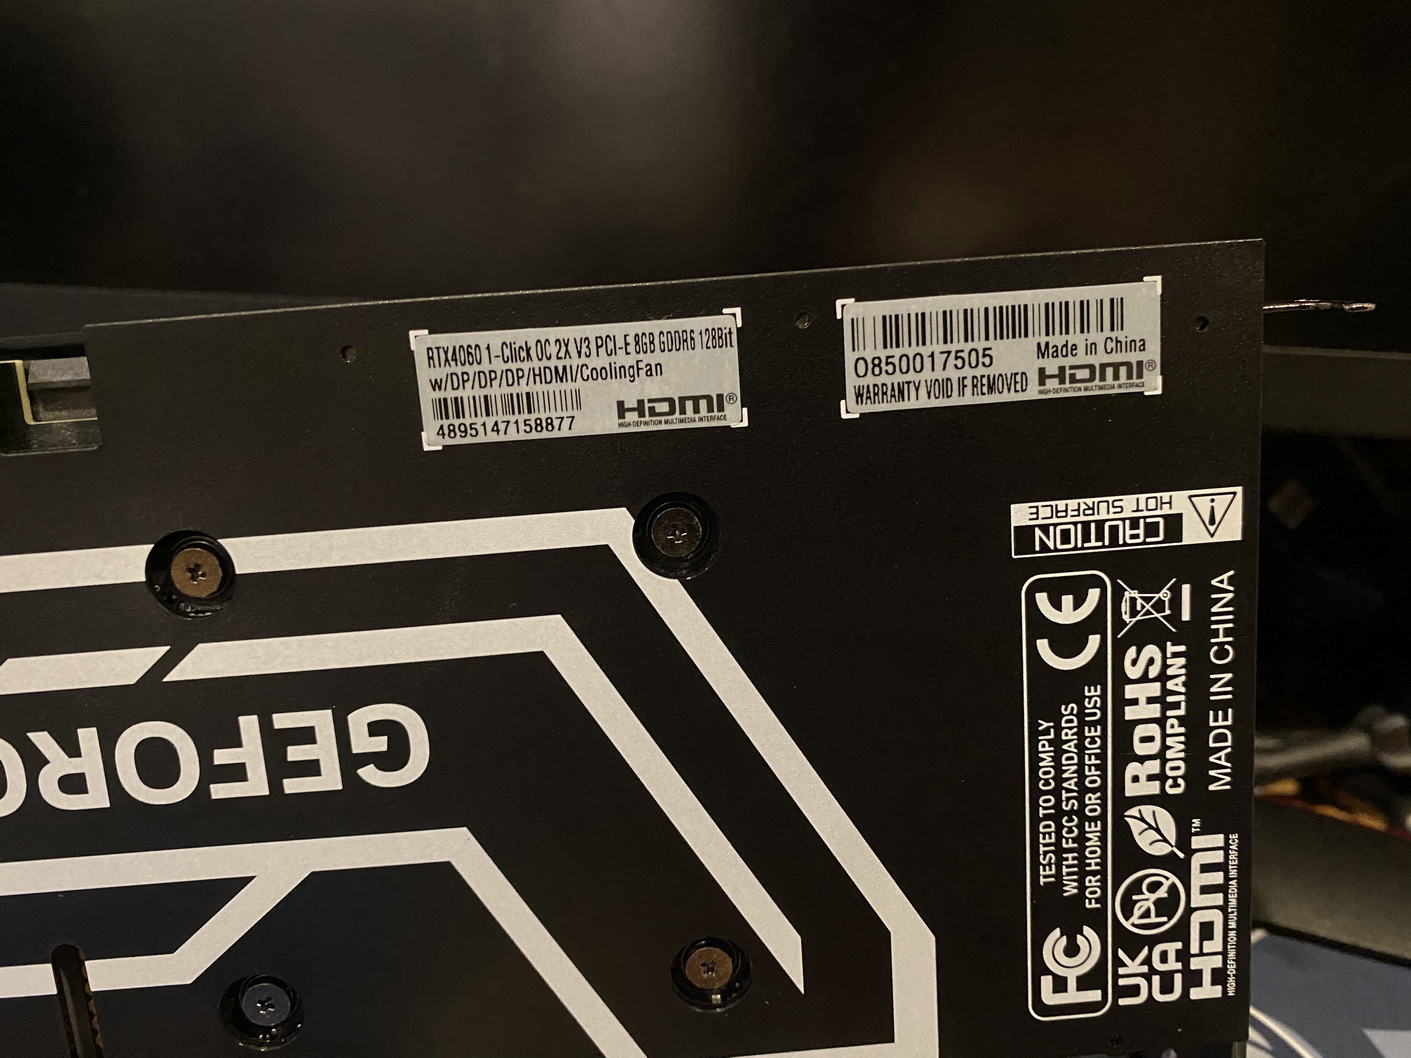 RTX4060 1-Click OC 2X V3 PCI-E 8GB GDDR6 128Bit
w/DP/DP/DP/HDMI/CoolingFan
4895147158877
HDMI®
HIGH-DEFINITION MULTIMEDIA INTERFACE
O850017505
Made in China
WARRANTY VOID IF REMOVED
HDMI®
HIGH-DEFINITION MULTIMEDIA INTERFACE
CAUTION
HOT SURFACE
GEFORC
FC
TESTED TO COMPLY
WITH FCC STANDARDS
FOR HOME OR OFFICE USE
CE
UK
CA
Pb
RoHS
COMPLIANT
HDMI™
HIGH-DEFINITION MULTIMEDIA INTERFACE
MADE IN CHINA